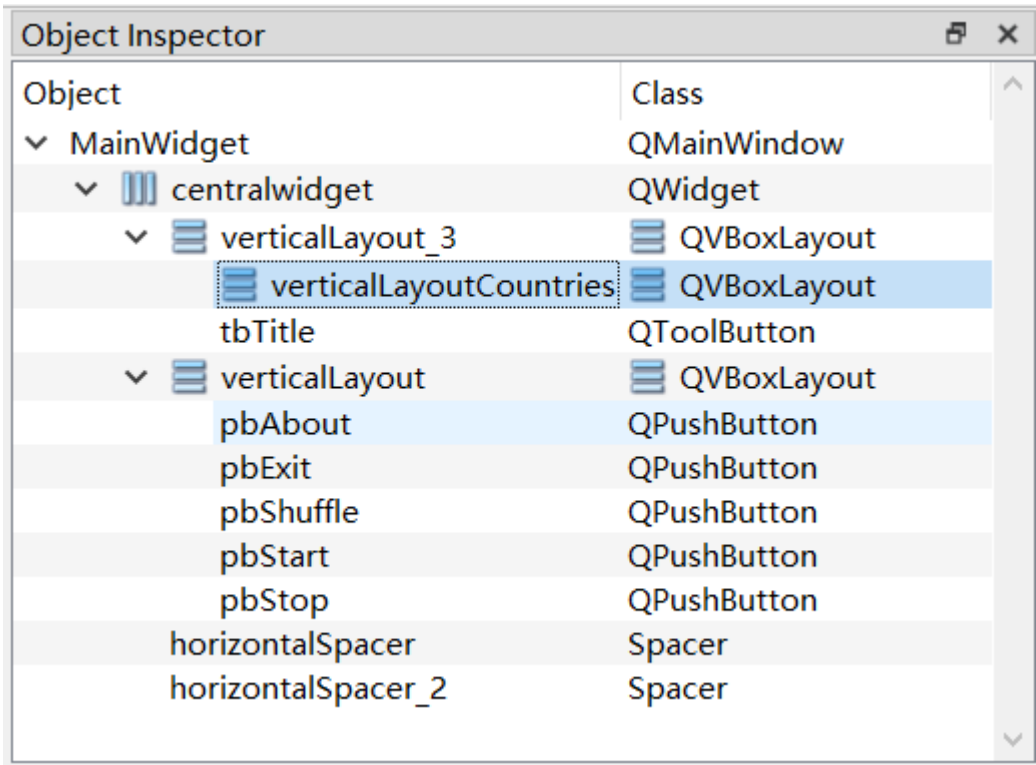 Object Inspector
Object Class
MainWidget QMainWindow
centralwidget QWidget
verticalLayout_3 QVBoxLayout
verticalLayoutCountries QVBoxLayout
tbTitle QToolButton
verticalLayout QVBoxLayout
pbAbout QPushButton
pbExit QPushButton
pbShuffle QPushButton
pbStart QPushButton
pbStop QPushButton
horizontalSpacer Spacer
horizontalSpacer_2 Spacer